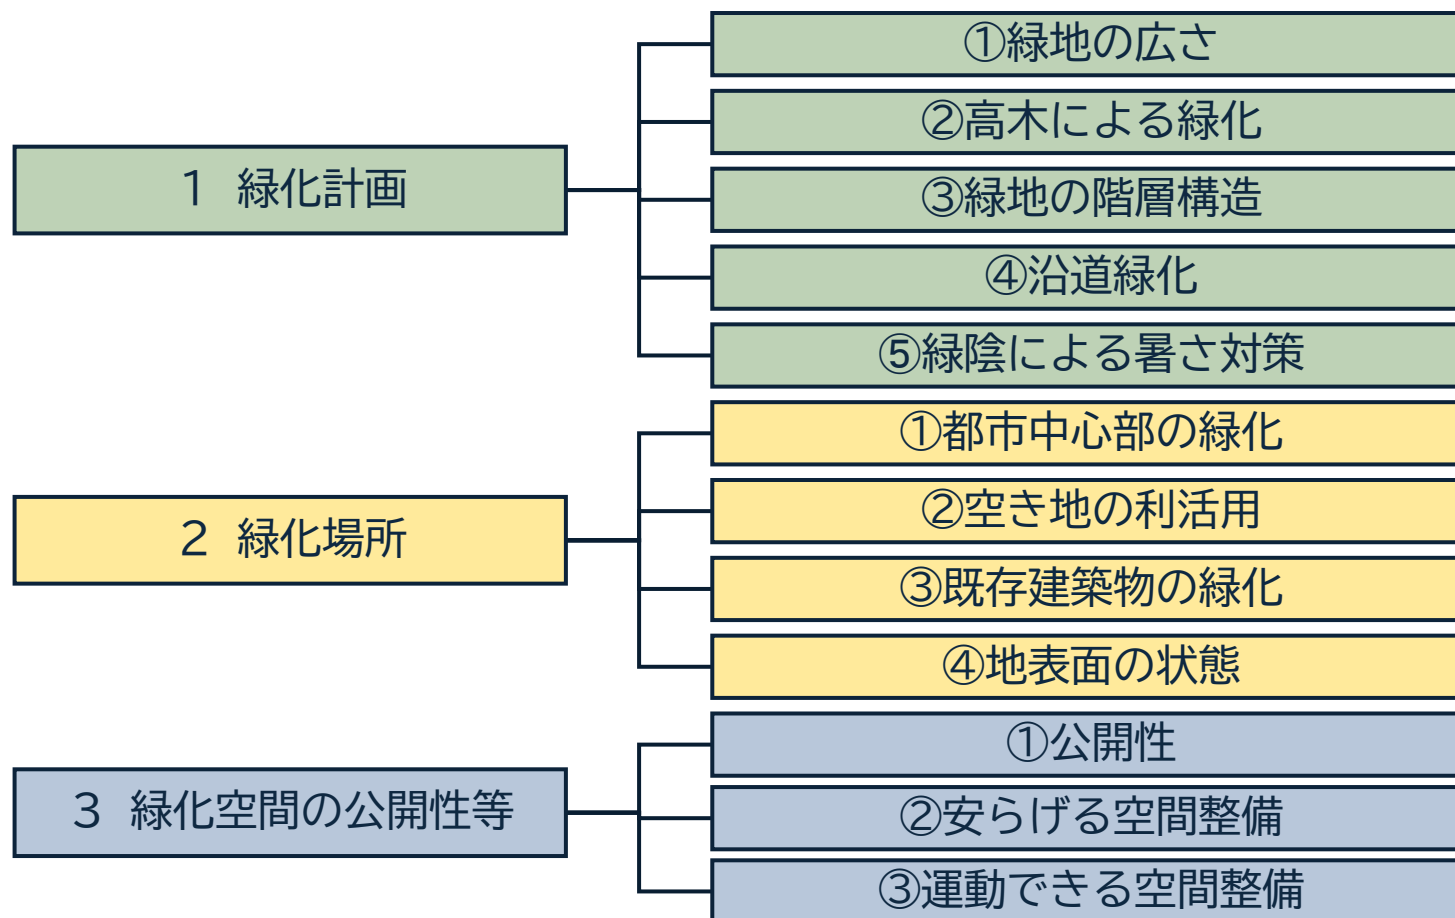 1 緑化計画
①緑地の広さ
②高木による緑化
③緑地の階層構造
④沿道緑化
⑤緑陰による暑さ対策
2 緑化場所
①都市中心部の緑化
②空き地の利活用
③既存建築物の緑化
④地表面の状態
3 緑化空間の公開性等
①公開性
②安らげる空間整備
③運動できる空間整備